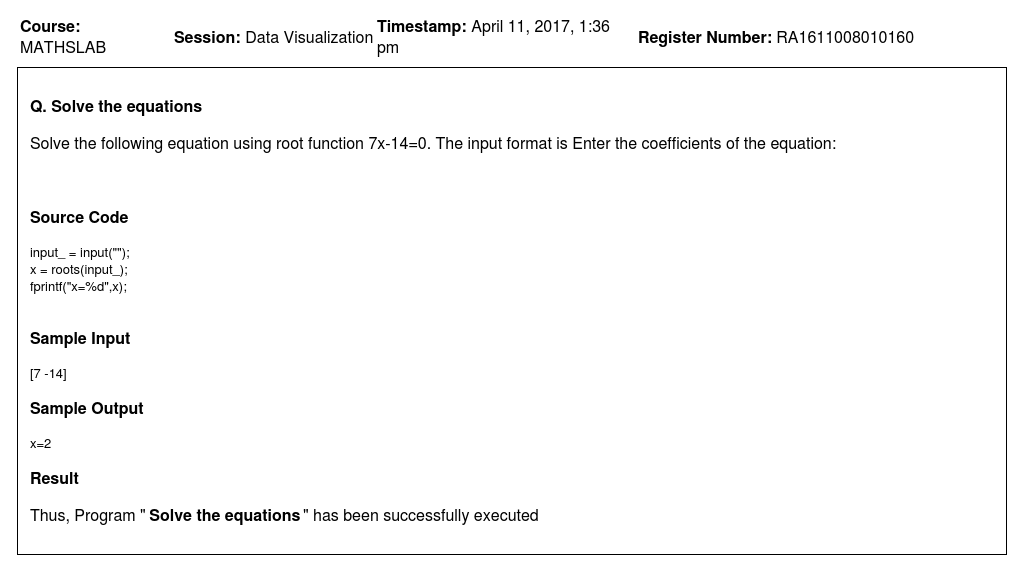 Course:
MATHSLAB
Session: Data Visualization
Timestamp: April 11, 2017, 1:36
pm
Register Number: RA1611008010160
Q. Solve the equations
Solve the following equation using root function 7x-14=0. The input format is Enter the coefficients of the equation:
Source Code
input_ = input("");
x = roots(input_);
fprintf("x=%d",x);
Sample Input
[7 -14]
Sample Output
x=2
Result
Thus, Program " Solve the equations " has been successfully executed